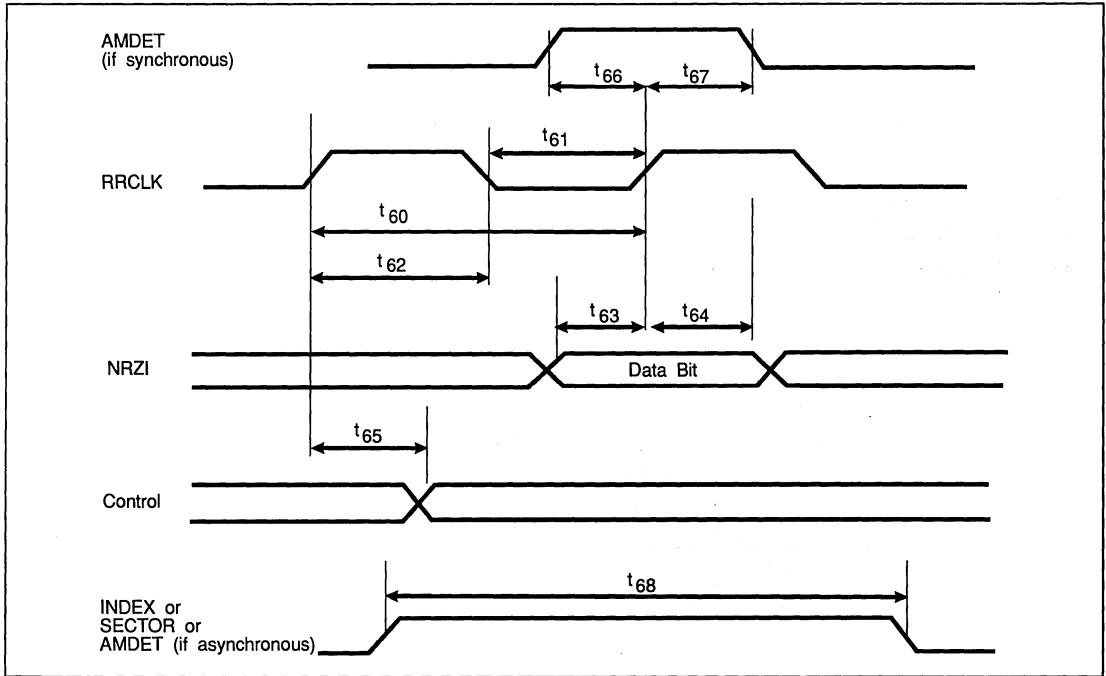 AMDET
(if synchronous)
t66
t67
t61
RRCLK
t60
t62
t63
t64
NRZI
Data Bit
t65
Control
t68
INDEX or
SECTOR or
AMDET (if asynchronous)